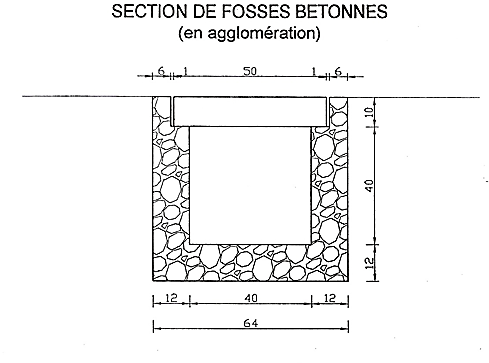 SECTION DE FOSSES BETONNES
(en agglomération)
6 1 50 1 6
10
40
12
12 40 12
64